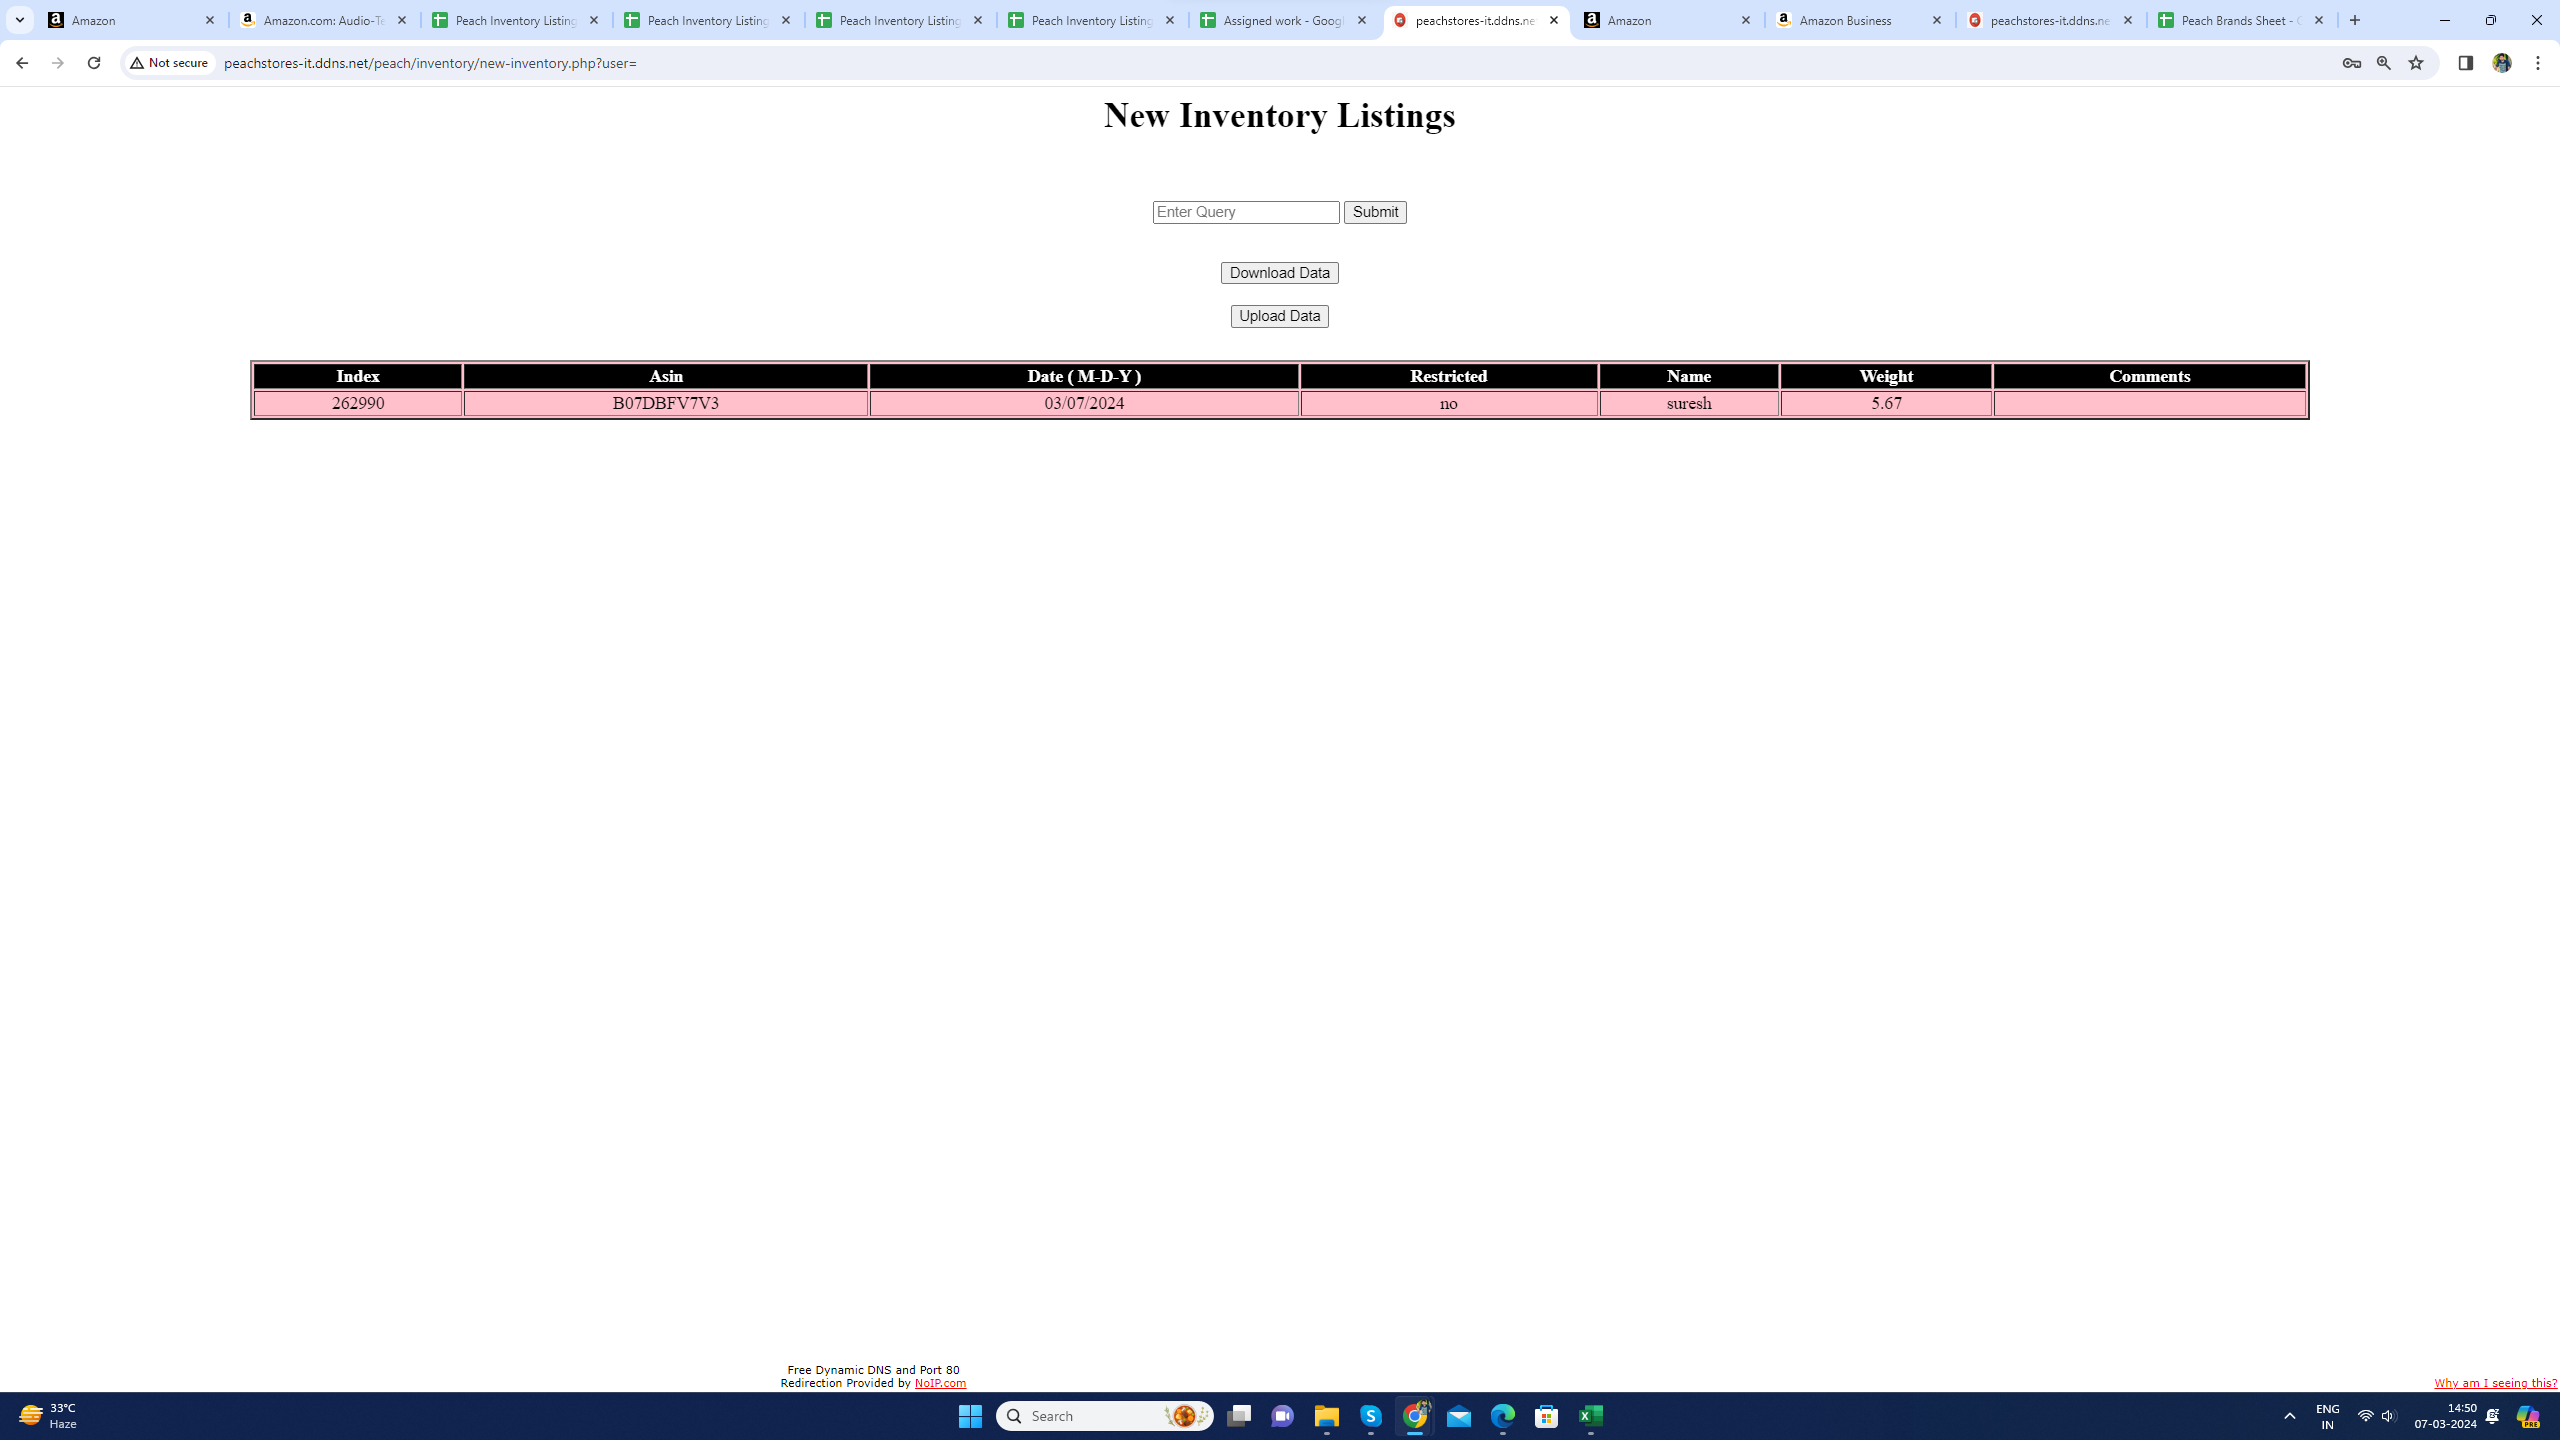 Amazon
Amazon.com: Audio-Te
Peach Inventory Listing
Peach Inventory Listing
Peach Inventory Listing
Peach Inventory Listing
Assigned work - Googl
peachstores-it.ddns.ne
Amazon
Amazon Business
peachstores-it.ddns.ne
Peach Brands Sheet - G
Not secure
peachstores-it.ddns.net/peach/inventory/new-inventory.php?user=
New Inventory Listings
Enter Query Submit
Download Data
Upload Data
Index Asin Date ( M-D-Y ) Restricted Name Weight Comments
262990 B07DBFV7V3 03/07/2024 no suresh 5.67
Free Dynamic DNS and Port 80
Redirection Provided by NoIP.com
Why am I seeing this?
33°C
Haze
Search
ENG
IN
14:50
07-03-2024
PRE